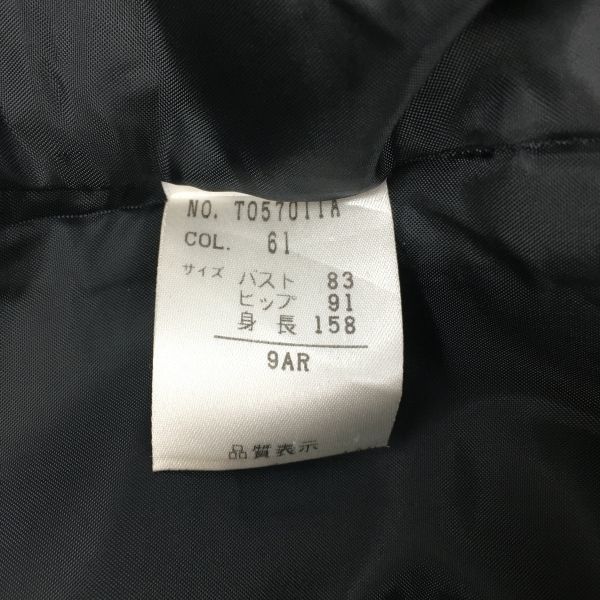 NO. T057011A
COL. 61
サイズ バスト 83
ヒップ 91
身長 158
9AR
品質表示